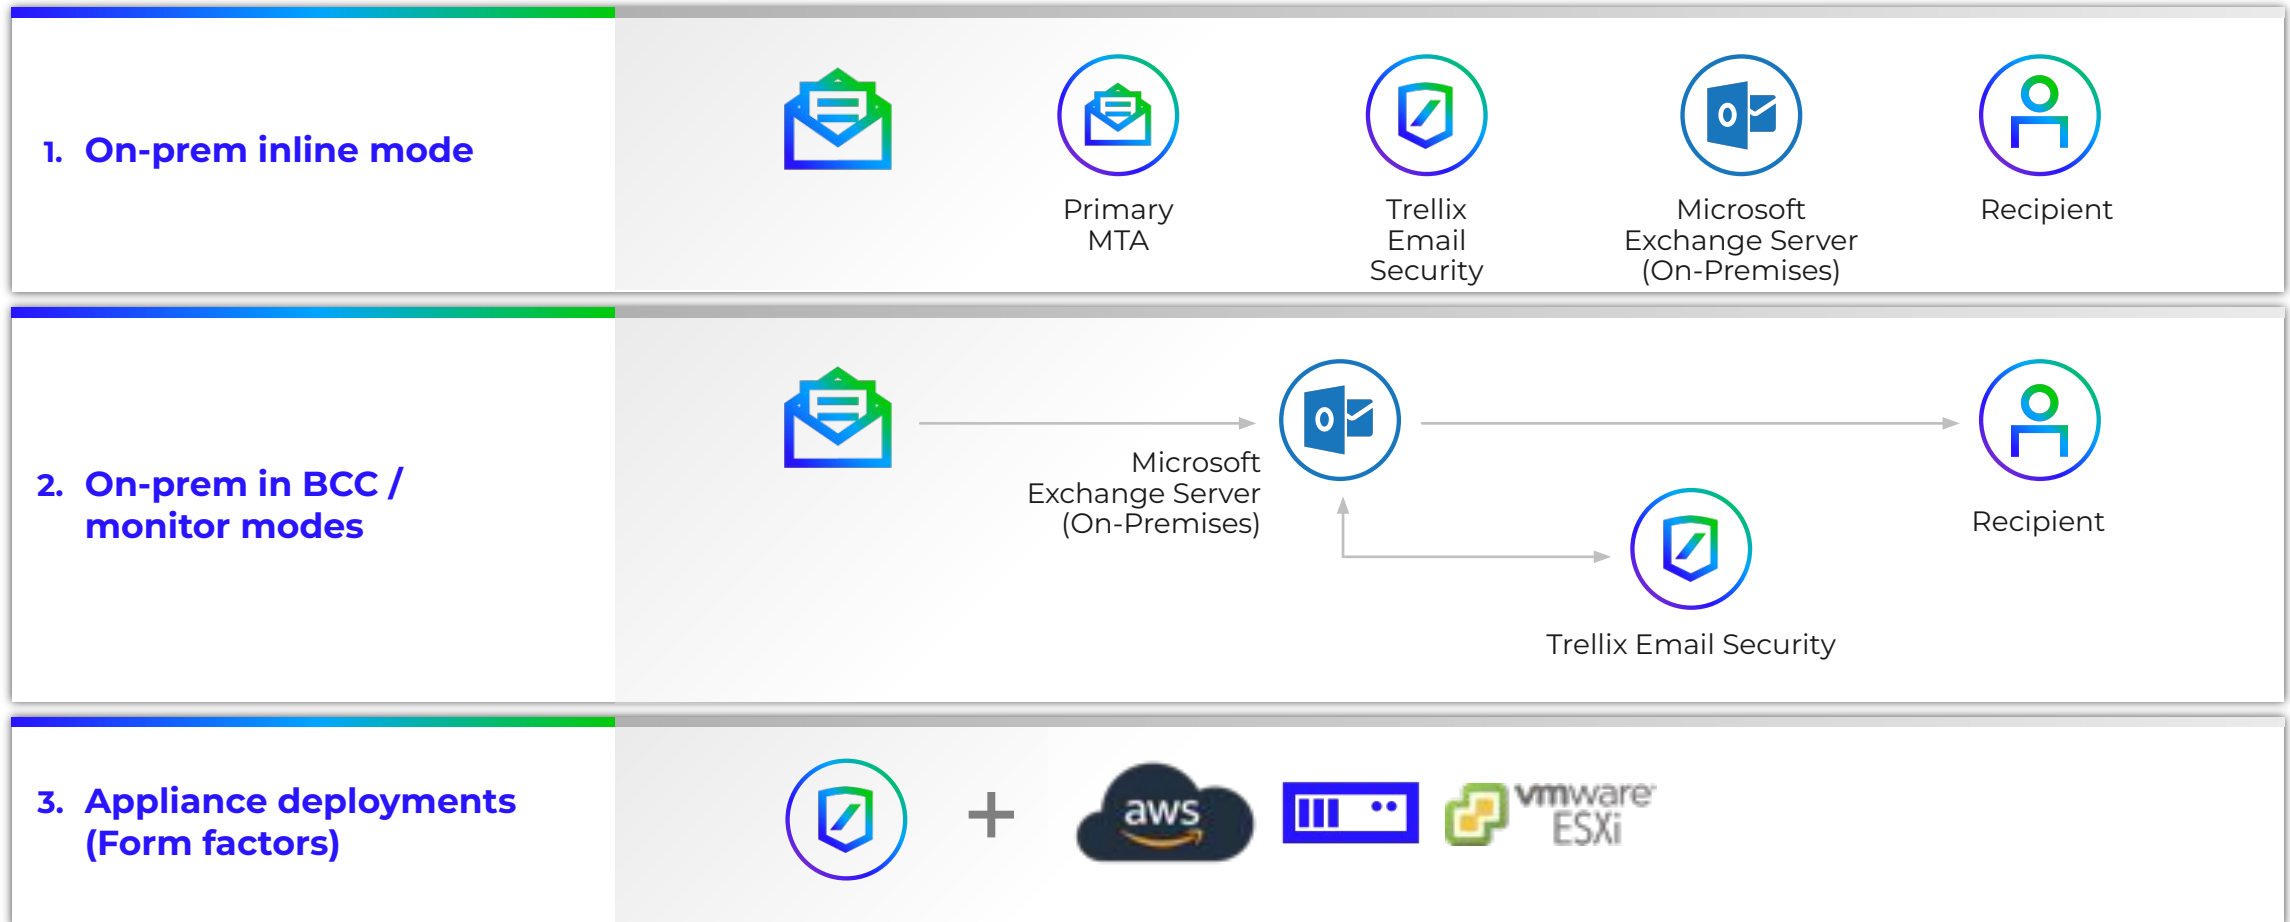 1. On-prem inline mode
Primary
MTA
Trellix
Email
Security
Microsoft
Exchange Server
(On-Premises)
Recipient
2. On-prem in BCC /
monitor modes
Microsoft
Exchange Server
(On-Premises)
Trellix Email Security
Recipient
3. Appliance deployments
(Form factors)
+
aws
vmware
ESXi